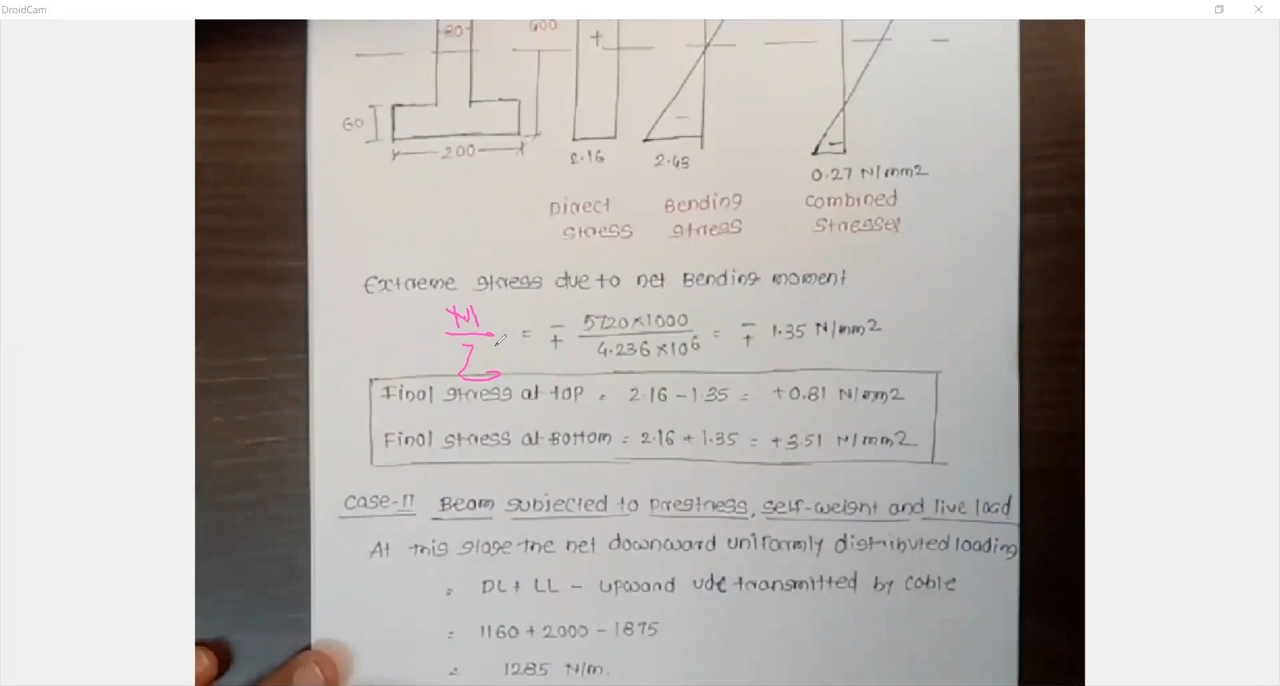 DroidCam
80
400
+
60
200
2.16
2.43
0.27 N/mm2
Direct
Bending
Combined
stress
stress
stresses
Extreme stress due to net Bending moment
M/Z = ∓ 5720×1000 / 4.236×10⁶ = ∓ 1.35 N/mm2
Final stress at top = 2.16 - 1.35 = +0.81 N/mm2
Final stress at Bottom = 2.16 + 1.35 = +3.51 N/mm2
Case-II Beam subjected to prestress, self-weight and live load
At this stage the net downward uniformly distributed loading
= DL + LL - upward udl transmitted by cable
= 1160 + 2000 - 1875
= 1285 N/m.